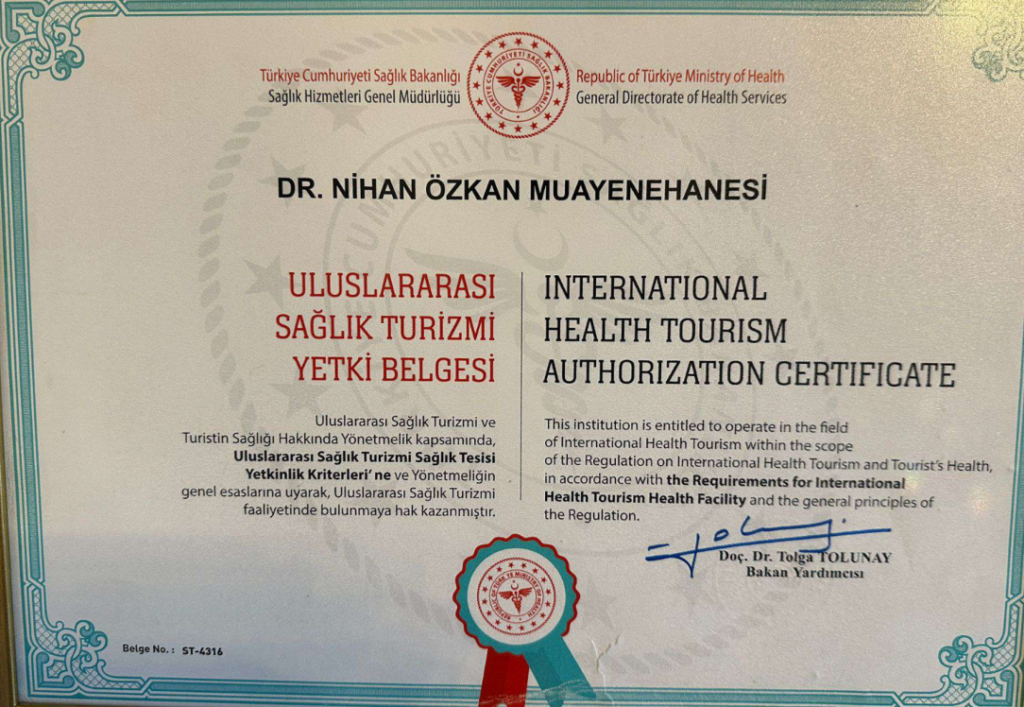 Türkiye Cumhuriyeti Sağlık Bakanlığı
Sağlık Hizmetleri Genel Müdürlüğü
TÜRKİYE CUMHURİYETİ SAĞLIK BAKANLIĞI
Republic of Türkiye Ministry of Health
General Directorate of Health Services
DR. NİHAN ÖZKAN MUAYENEHANESİ
ULUSLARARASI
SAĞLIK TURİZMİ
YETKİ BELGESİ
Uluslararası Sağlık Turizmi ve
Turistin Sağlığı Hakkında Yönetmelik kapsamında,
Uluslararası Sağlık Turizmi Sağlık Tesisi
Yetkinlik Kriterleri' ne ve Yönetmeliğin
genel esaslarına uyarak, Uluslararası Sağlık Turizmi
faaliyetinde bulunmaya hak kazanmıştır.
INTERNATIONAL
HEALTH TOURISM
AUTHORIZATION CERTIFICATE
This institution is entitled to operate in the field
of International Health Tourism within the scope
of the Regulation on International Health Tourism and Tourist's Health,
in accordance with the Requirements for International
Health Tourism Health Facility and the general principles of
the Regulation.
Doç. Dr. Tolga TOLUNAY
Bakan Yardımcısı
Belge No. : ST-4316